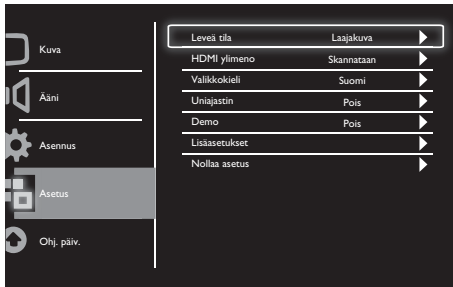 Kuva
Ääni
Asennus
Asetus
Ohj. päiv.
Leveä tila Laajakuva
HDMI ylimeno Skannataan
Valikkokieli Suomi
Uniajastin Pois
Demo Pois
Lisäasetukset
Nollaa asetus